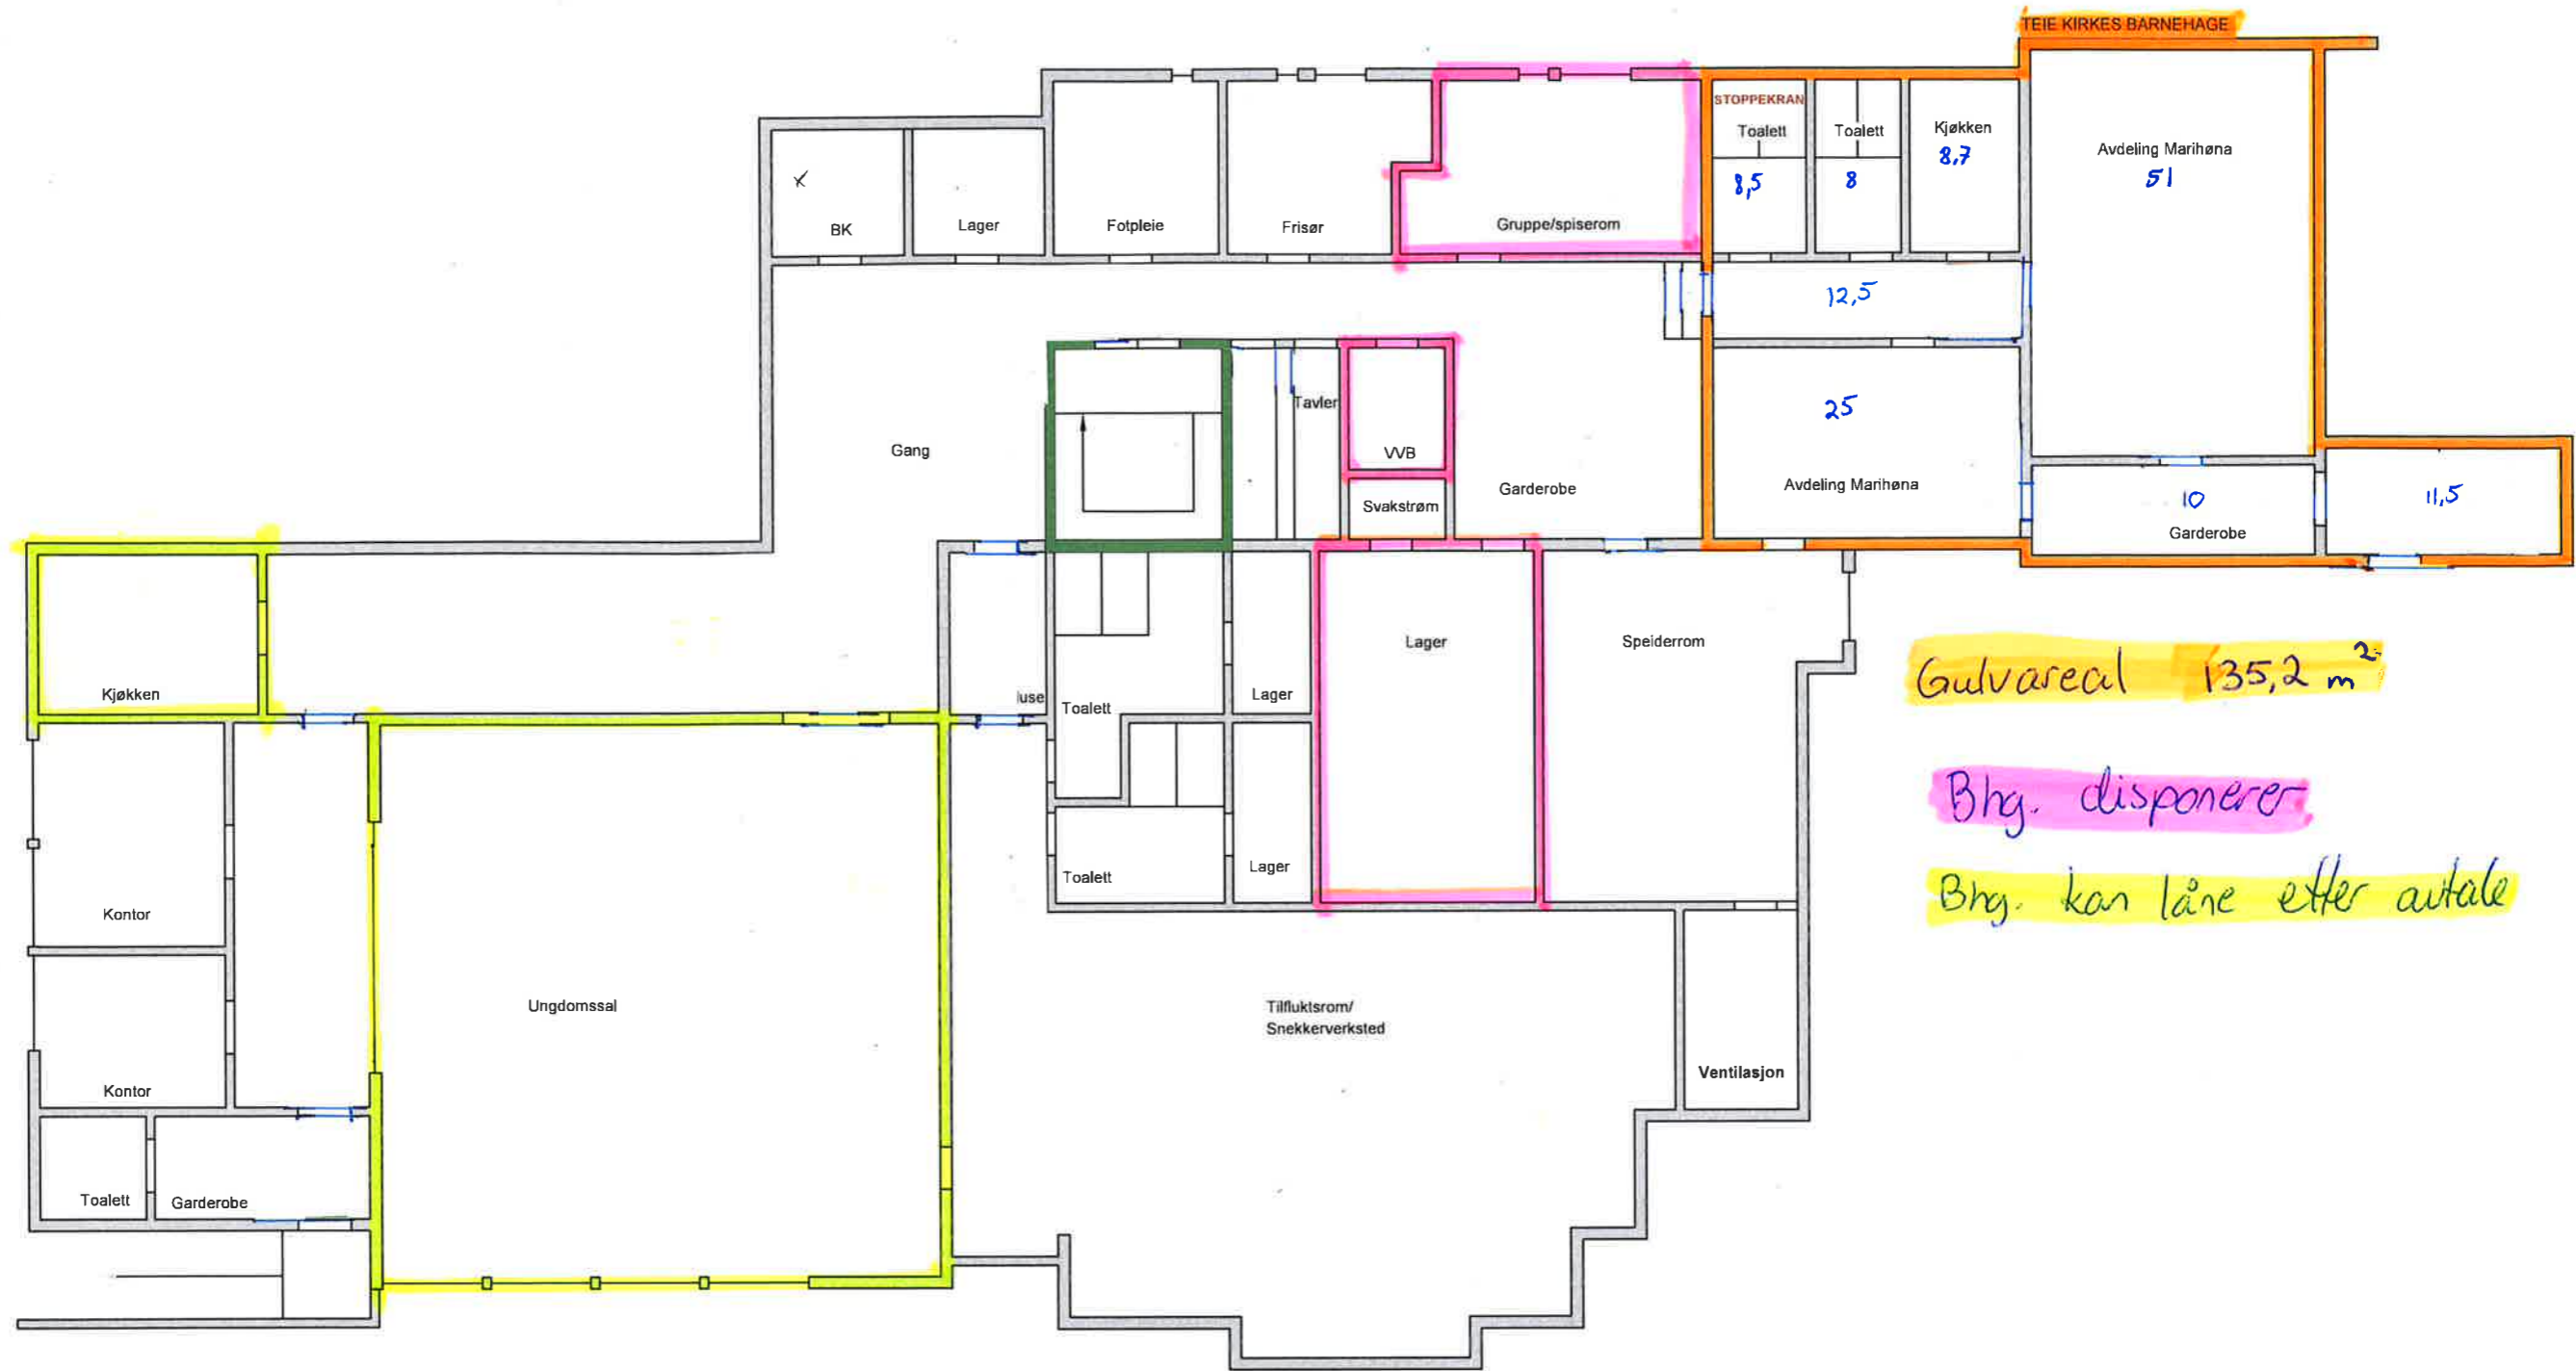 TEIE KIRKES BARNEHAGE
STOPPEKRAN
Toalett
8,5
Toalett
8
Kjøkken
8,7
Avdeling Marihøna
51
BK
Lager
Fotpleie
Frisør
Gruppe/spiserom
12,5
Tavler
25
Gang
VVB
Garderobe
Avdeling Marihøna
Svakstrøm
10
Garderobe
11,5
Kjøkken
Lager
Speiderrom
Gulvareal 135,2 m²
luse
Toalett
Lager
Bhg. disponerer
Toalett
Lager
Bhg. kan låne etter avtale
Kontor
Ungdomssal
Tilfluktsrom/
Snekkerverksted
Ventilasjon
Kontor
Toalett
Garderobe